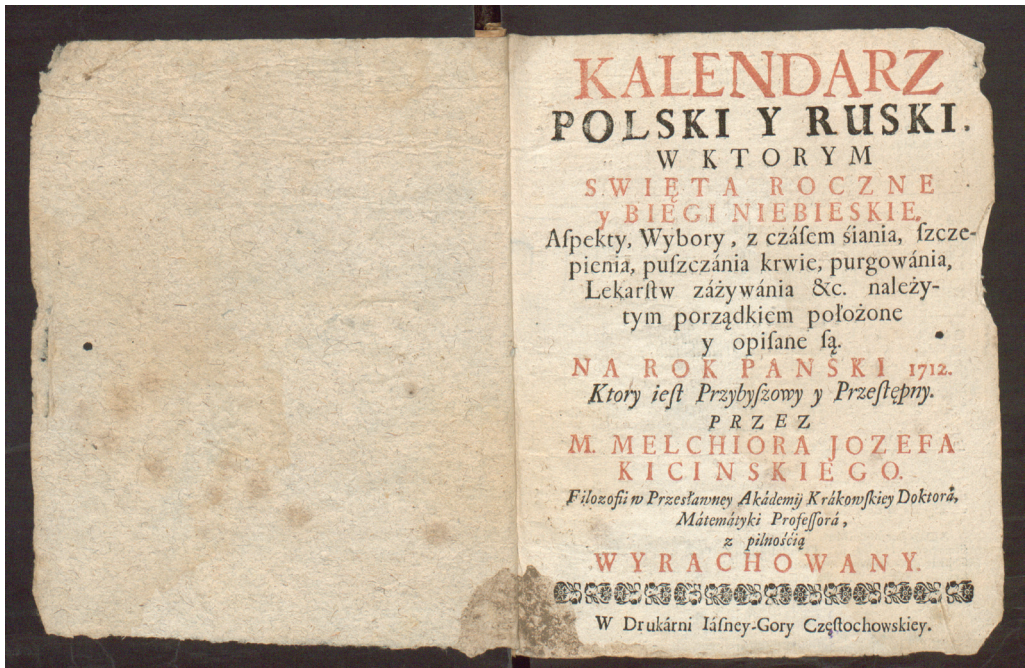 KALENDARZ
POLSKI Y RUSKI.
W KTORYM
SWIĘTA ROCZNE
y BIEGI NIEBIESKIE.
Aſpekty, Wybory, z czáſem śiania, ſzcze-
pienia, puſzczánia krwie, purgowánia,
Lekarſtw záżywánia &c. należy-
tym porządkiem położone
y opiſane ſą.
NA ROK PANSKI 1712.
Ktory ieſt Przybyſzowy y Przeſtępny.
PRZEZ
M. MELCHIORA JOZEFA
KICINSKIEGO.
Filozofii w Przesławney Akádemij Krákowſkiey Doktorá,
Mátemátyki Profeſſorá,
z pilnośćią
WYRACHOWANY.
W Drukárni Iáſney-Gory Częſtochowskiey.